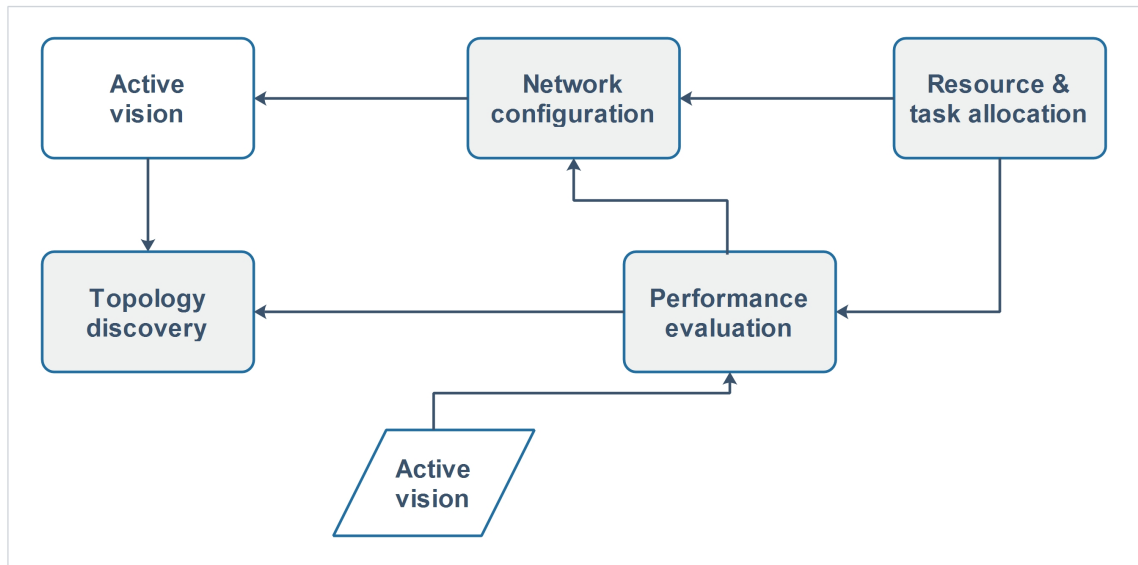 Active
vision
Network
configuration
Resource &
task allocation
Topology
discovery
Performance
evaluation
Active
vision